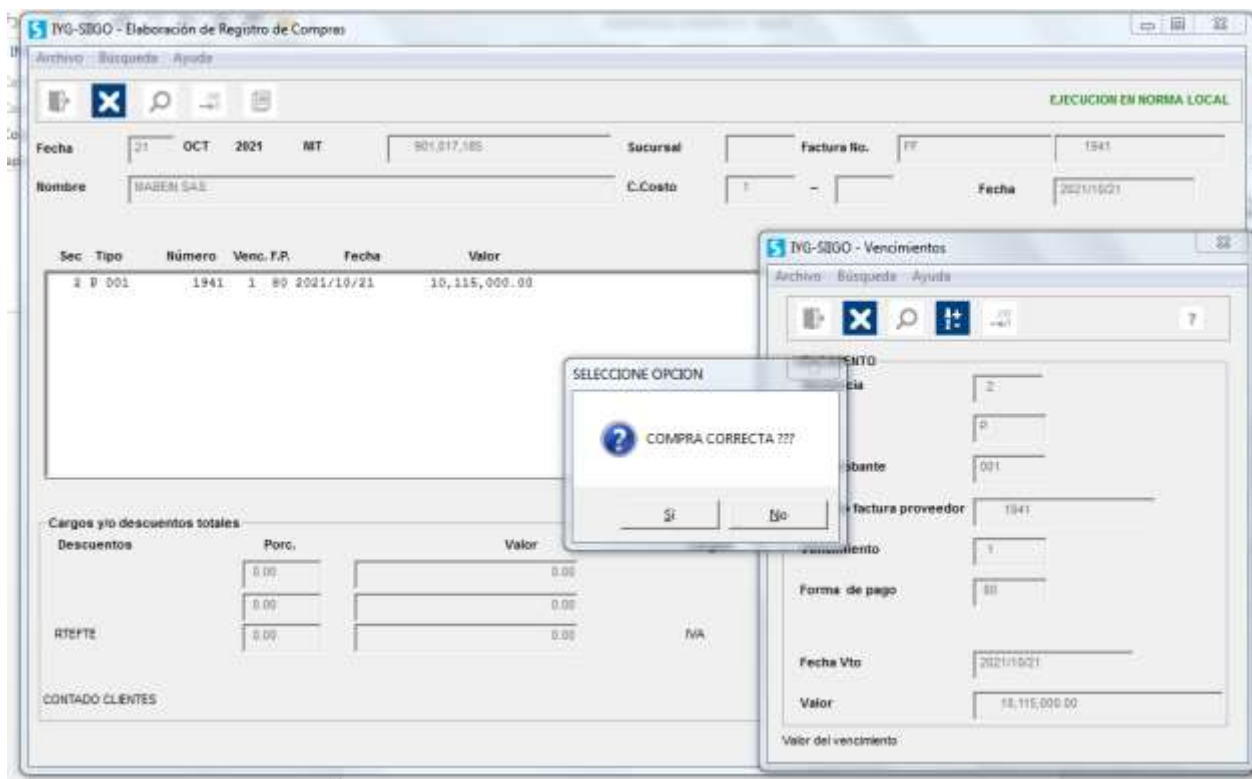 IYG-SIIGO - Elaboración de Registro de Compras
Archivo Búsqueda Ayuda
EJECUCION EN NORMA LOCAL
Fecha 21 OCT 2021 NIT 901,017,185 Sucursal Factura No. FF 1941
Nombre MABEIN SAS C.Costo 1 - Fecha 2021/10/21
Sec Tipo Número Venc. F.P. Fecha Valor
2 P 001 1941 1 80 2021/10/21 10,115,000.00
Cargos y/o descuentos totales
Descuentos Porc. Valor
0.00 0.00
0.00 0.00
RTEFTE 0.00 0.00 IVA
CONTADO CLIENTES
IYG-SIIGO - Vencimientos
Archivo Búsqueda Ayuda
?
2
P
001
factura proveedor 1941
Vencimiento 1
Forma de pago 80
Fecha Vto 2021/10/21
Valor 10,115,000.00
Valor del vencimiento
SELECCIONE OPCION
COMPRA CORRECTA ???
Si No